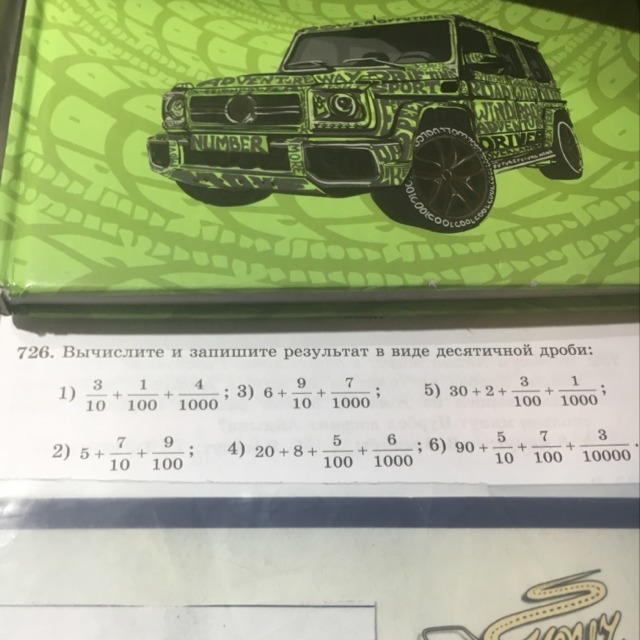 NUMBER
DRIVE
726. Вычислите и запишите результат в виде десятичной дроби:
1) 3/10 + 1/100 + 4/1000; 3) 6 + 9/10 + 7/1000; 5) 30 + 2 + 3/100 + 1/1000;
2) 5 + 7/10 + 9/100; 4) 20 + 8 + 5/100 + 6/1000; 6) 90 + 5/10 + 7/100 + 3/10000.